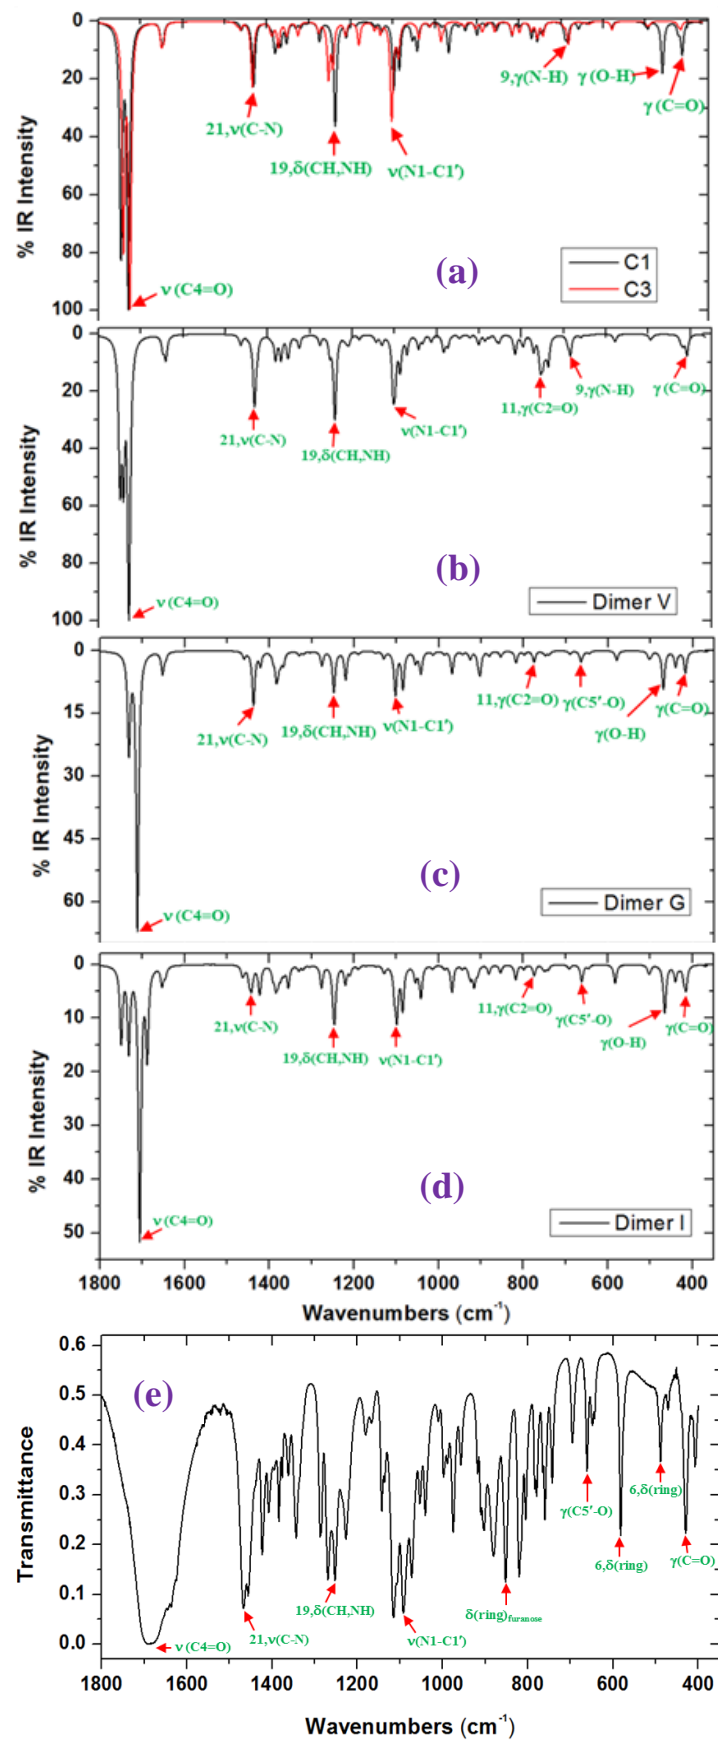 0
20
40
60
80
100
% IR Intensity
21,ν(C-N)
19,δ(CH,NH)
ν(N1-C1′)
9,γ(N-H)
γ(O-H)
γ(C=O)
ν(C4=O)
(a)
C1
C3
0
20
40
60
80
100
% IR Intensity
21,ν(C-N)
19,δ(CH,NH)
ν(N1-C1′)
11,γ(C2=O)
9,γ(N-H)
γ(C=O)
ν(C4=O)
(b)
Dimer V
0
15
30
45
60
% IR Intensity
21,ν(C-N)
19,δ(CH,NH)
ν(N1-C1′)
11,γ(C2=O)
γ(C5′-O)
γ(O-H)
γ(C=O)
ν(C4=O)
(c)
Dimer G
0
10
20
30
40
50
% IR Intensity
21,ν(C-N)
19,δ(CH,NH)
ν(N1-C1′)
11,γ(C2=O)
γ(C5′-O)
γ(O-H)
γ(C=O)
ν(C4=O)
(d)
Dimer I
1800 1600 1400 1200 1000 800 600 400
Wavenumbers (cm⁻¹)
0.6
0.5
0.4
0.3
0.2
0.1
0.0
Transmittance
(e)
ν(C4=O)
21,ν(C-N)
19,δ(CH,NH)
ν(N1-C1′)
δ(ring)furanose
γ(C5′-O)
6,δ(ring)
6,δ(ring)
γ(C=O)
1800 1600 1400 1200 1000 800 600 400
Wavenumbers (cm⁻¹)